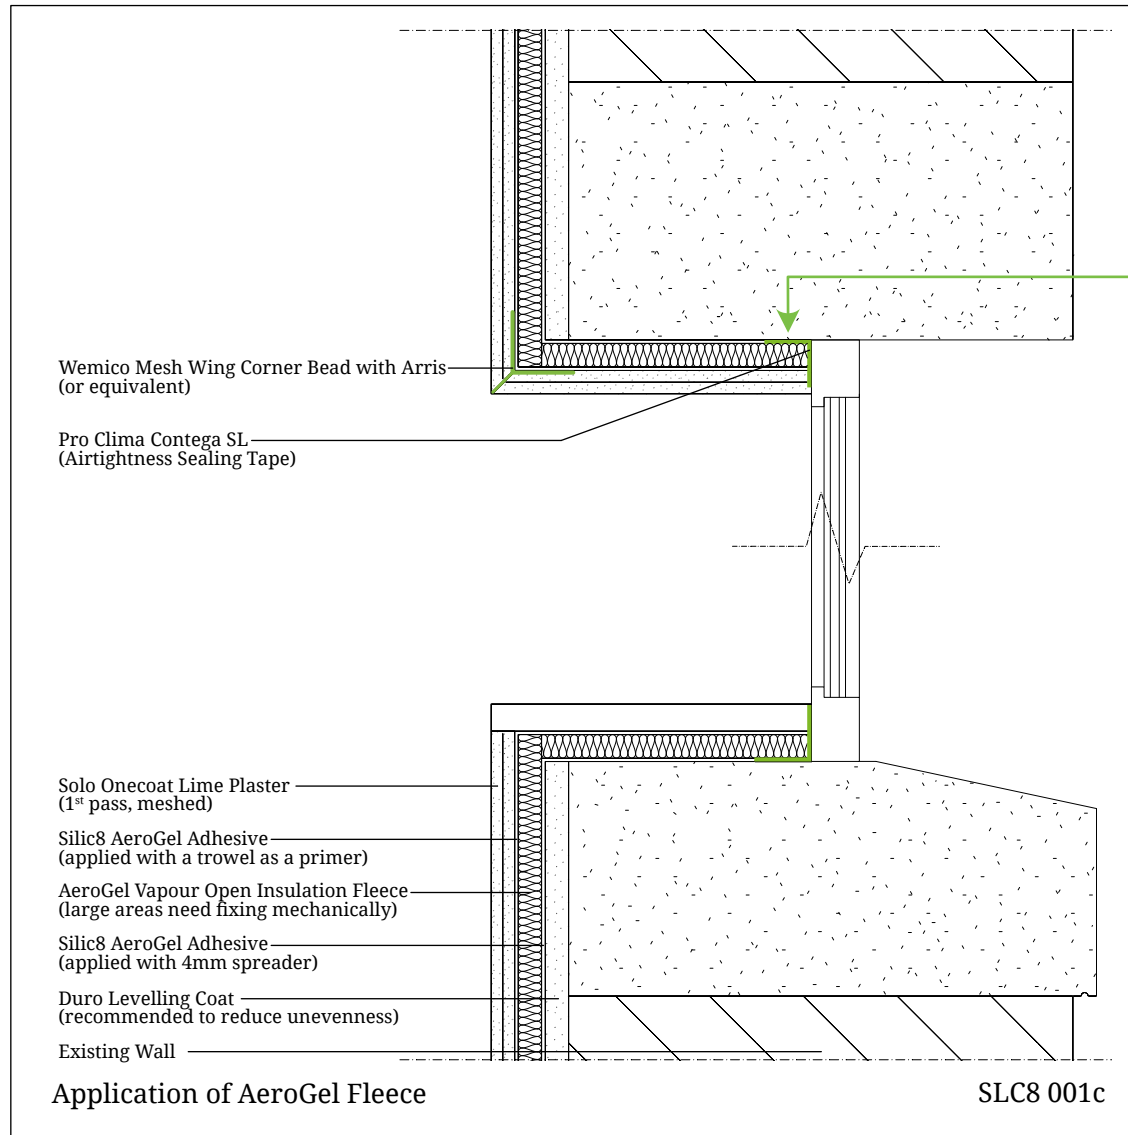 Wemico Mesh Wing Corner Bead with Arris
(or equivalent)
Pro Clima Contega SL
(Airtightness Sealing Tape)
Solo Onecoat Lime Plaster
(1st pass, meshed)
Silic8 AeroGel Adhesive
(applied with a trowel as a primer)
AeroGel Vapour Open Insulation Fleece
(large areas need fixing mechanically)
Silic8 AeroGel Adhesive
(applied with 4mm spreader)
Duro Levelling Coat
(recommended to reduce unevenness)
Existing Wall
Application of AeroGel Fleece
SLC8 001c